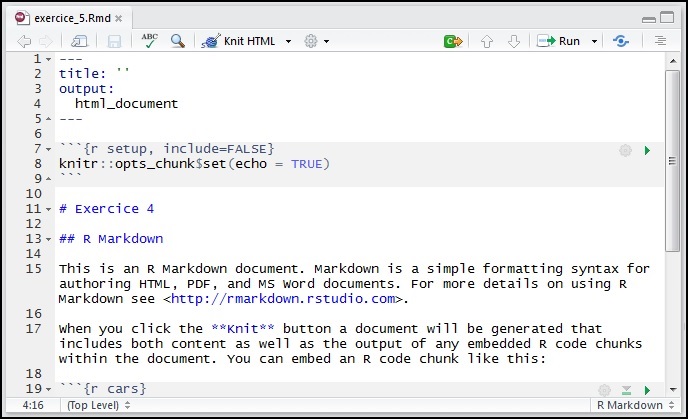 exercice_5.Rmd
ABC Knit HTML Run
1 ---
2 title: ''
3 output:
4 html_document
5 ---
6
7 ```{r setup, include=FALSE}
8 knitr::opts_chunk$set(echo = TRUE)
9 ```
10
11 # Exercice 4
12
13 ## R Markdown
14
15 This is an R Markdown document. Markdown is a simple formatting syntax for
authoring HTML, PDF, and MS Word documents. For more details on using R
Markdown see <http://rmarkdown.rstudio.com>.
16
17 When you click the **Knit** button a document will be generated that
includes both content as well as the output of any embedded R code chunks
within the document. You can embed an R code chunk like this:
18
19 ```{r cars}
4:16 (Top Level) R Markdown